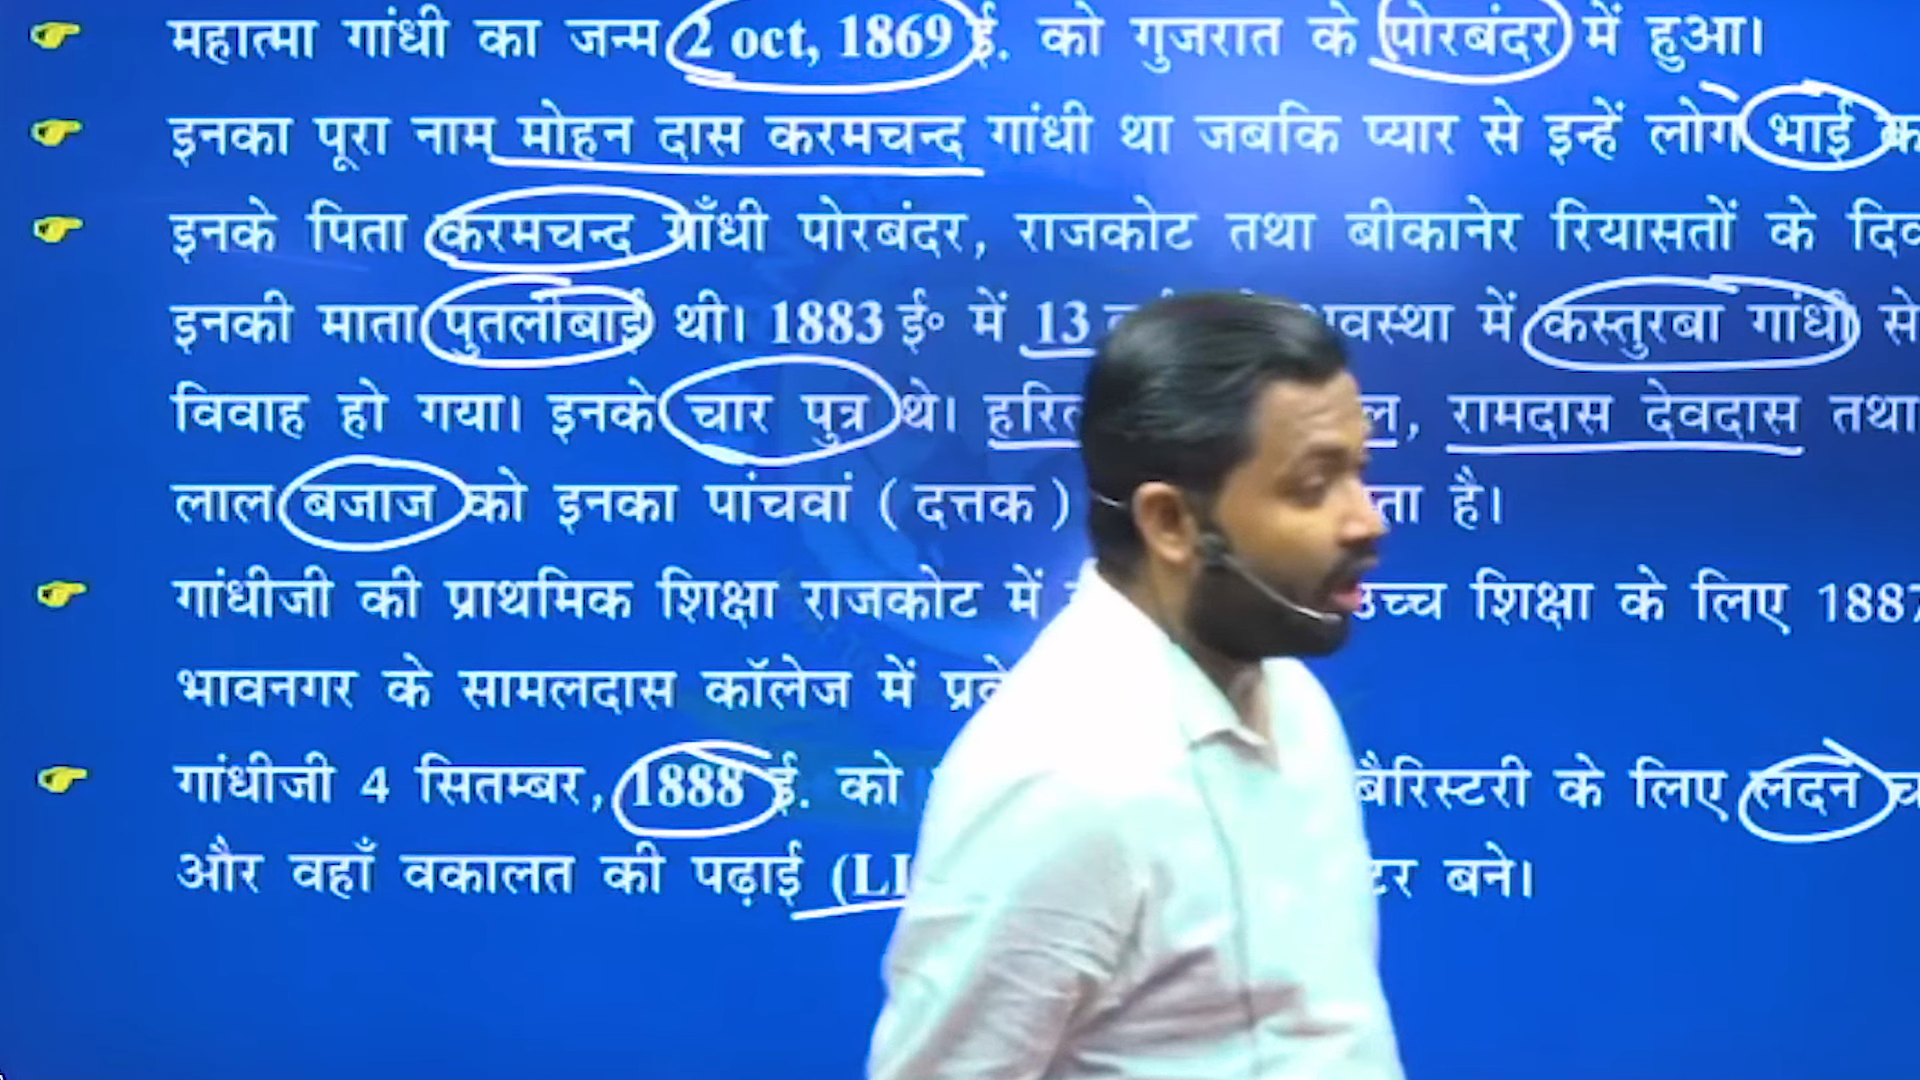 महात्मा गांधी का जन्म 2 oct, 1869 ई. को गुजरात के पोरबंदर में हुआ।
इनका पूरा नाम मोहन दास करमचन्द गांधी था जबकि प्यार से इन्हें लोग भाई
इनके पिता करमचन्द गाँधी पोरबंदर, राजकोट तथा बीकानेर रियासतों के
इनकी माता पुतलीबाई थी। 1883 ई॰ में 13 में कस्तुरबा गांधी से
विवाह हो गया। इनके चार पुत्र थे। रामदास देवदास तथा
लाल बजाज को इनका पांचवां (दत्तक) है।
गांधीजी की प्राथमिक शिक्षा राजकोट में उच्च शिक्षा के लिए 1887
भावनगर के सामलदास कॉलेज में
गांधीजी 4 सितम्बर, 1888 ई. को बैरिस्टरी के लिए लंदन
और वहाँ वकालत की पढ़ाई बने।